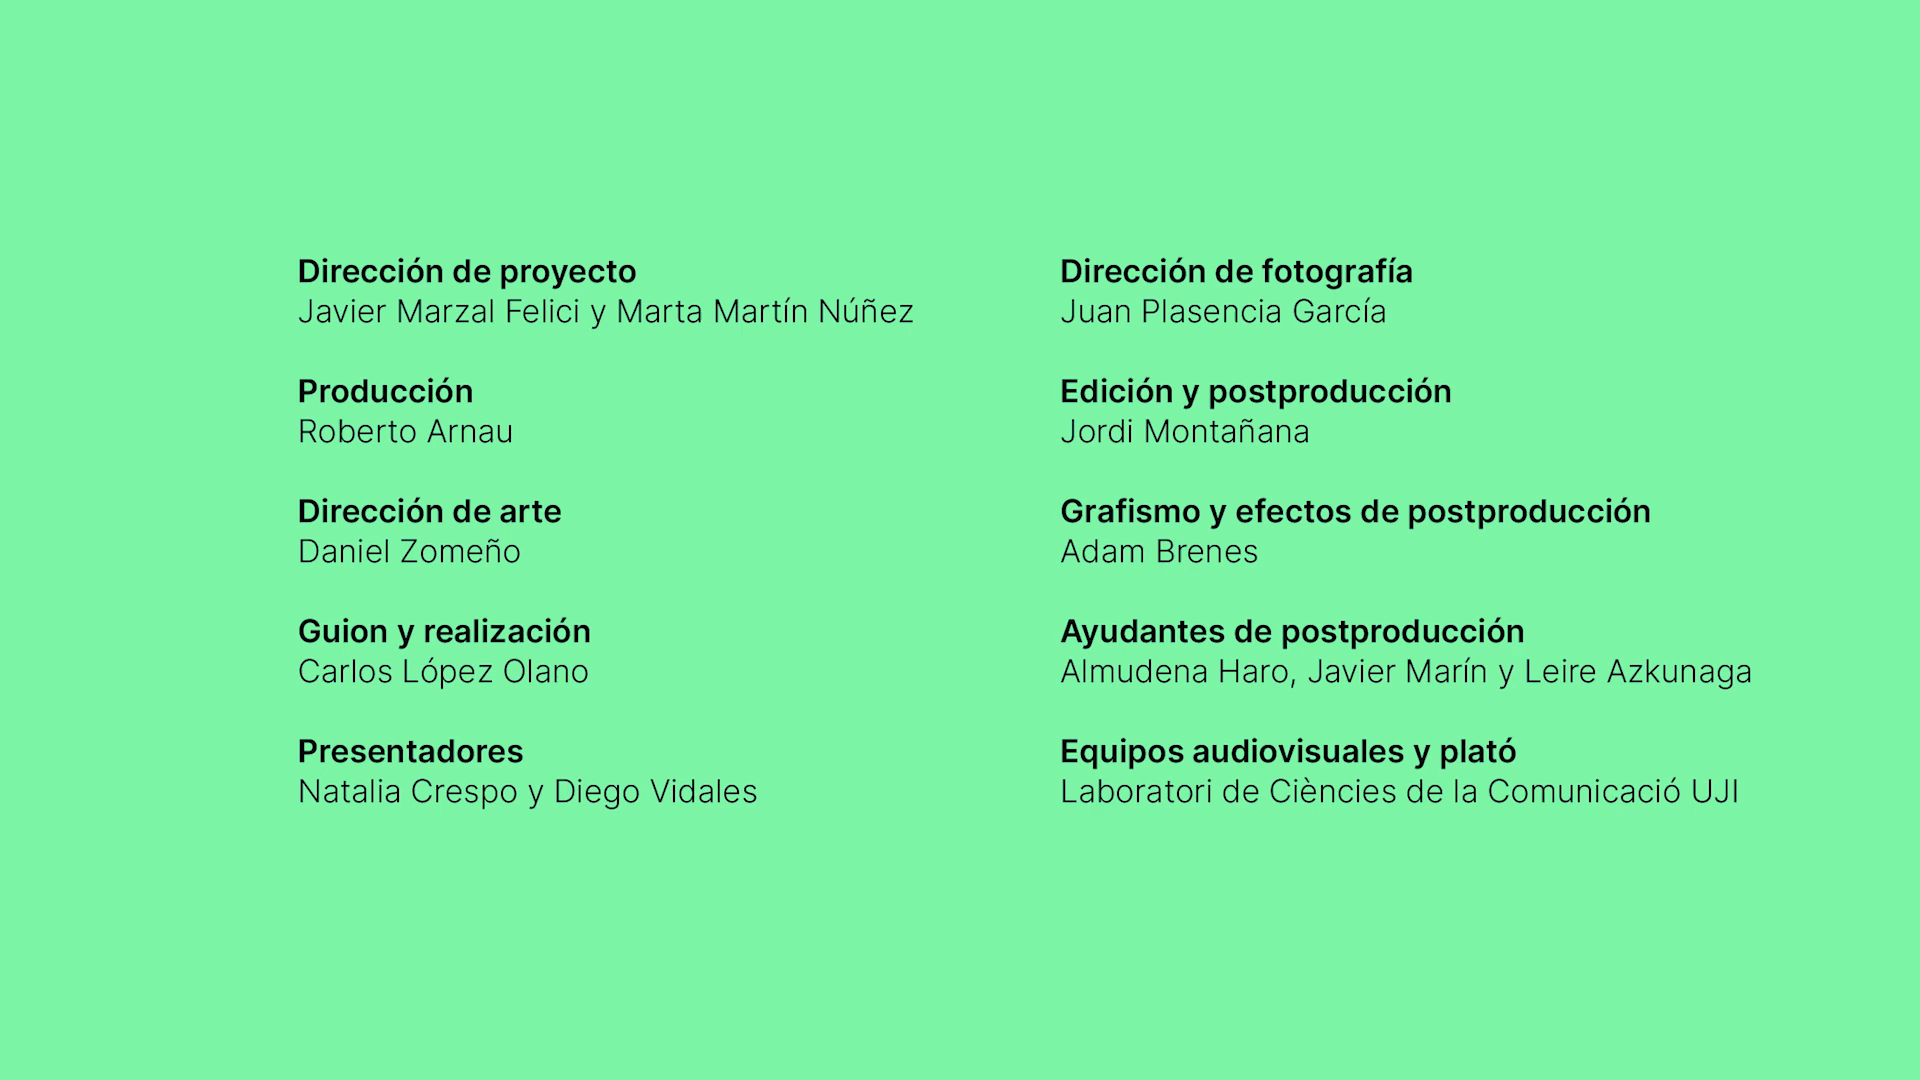 Dirección de proyecto
Javier Marzal Felici y Marta Martín Núñez
Producción
Roberto Arnau
Dirección de arte
Daniel Zomeño
Guion y realización
Carlos López Olano
Presentadores
Natalia Crespo y Diego Vidales
Dirección de fotografía
Juan Plasencia García
Edición y postproducción
Jordi Montañana
Grafismo y efectos de postproducción
Adam Brenes
Ayudantes de postproducción
Almudena Haro, Javier Marín y Leire Azkunaga
Equipos audiovisuales y plató
Laboratori de Ciències de la Comunicació UJI